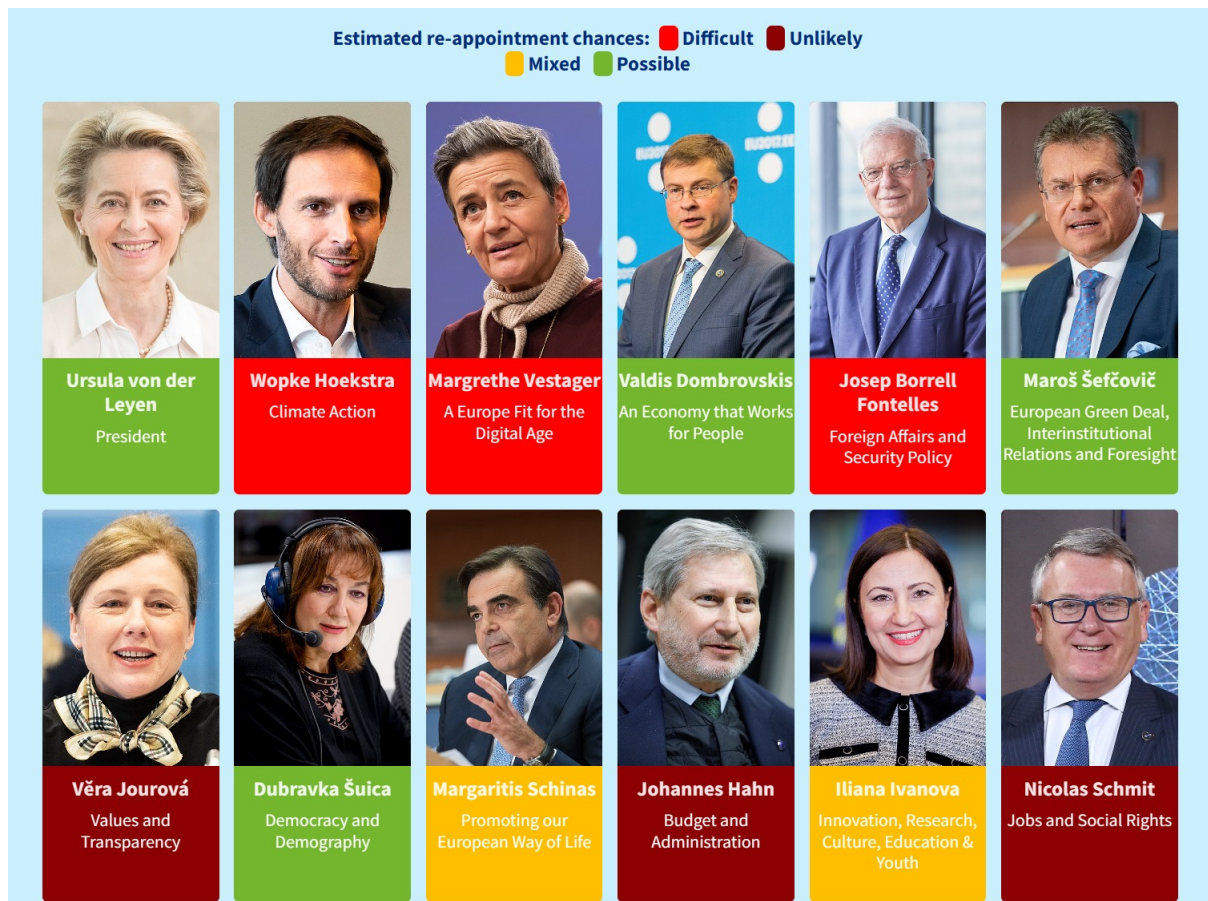 Estimated re-appointment chances: Difficult Unlikely
Mixed Possible
Ursula von der
Leyen
President
Wopke Hoekstra
Climate Action
Margrethe Vestager
A Europe Fit for the
Digital Age
Valdis Dombrovskis
An Economy that Works
for People
Josep Borrell
Fontelles
Foreign Affairs and
Security Policy
Maroš Šefčovič
European Green Deal,
Interinstitutional
Relations and Foresight
Věra Jourová
Values and
Transparency
Dubravka Šuica
Democracy and
Demography
Margaritis Schinas
Promoting our
European Way of Life
Johannes Hahn
Budget and
Administration
Iliana Ivanova
Innovation, Research,
Culture, Education &
Youth
Nicolas Schmit
Jobs and Social Rights